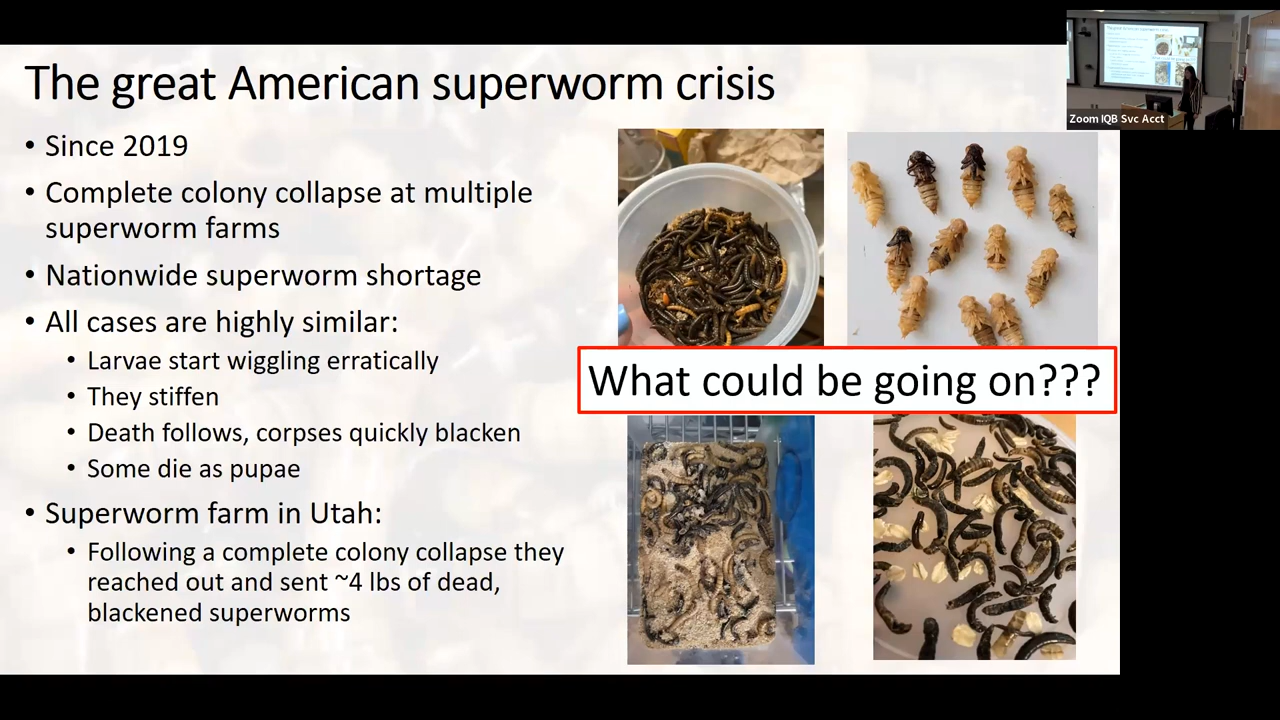 The great American superworm crisis
• Since 2019
• Complete colony collapse at multiple
superworm farms
• Nationwide superworm shortage
• All cases are highly similar:
• Larvae start wiggling erratically
• They stiffen
• Death follows, corpses quickly blacken
• Some die as pupae
• Superworm farm in Utah:
• Following a complete colony collapse they
reached out and sent ~4 lbs of dead,
blackened superworms
What could be going on???
Zoom IQB Svc Acct